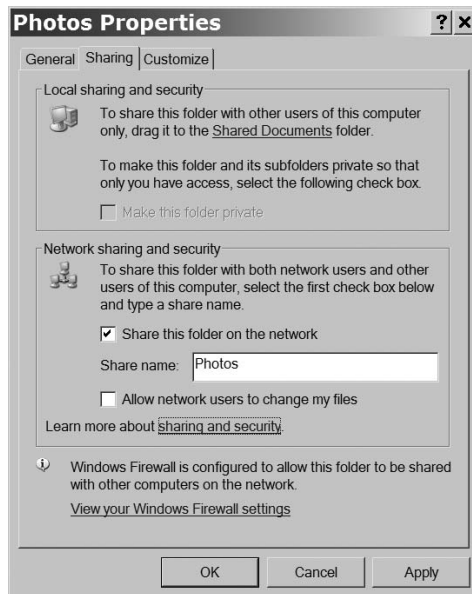 Photos Properties
? x
General Sharing Customize
Local sharing and security
To share this folder with other users of this computer
only, drag it to the Shared Documents folder.
To make this folder and its subfolders private so that
only you have access, select the following check box.
Make this folder private
Network sharing and security
To share this folder with both network users and other
users of this computer, select the first check box below
and type a share name.
Share this folder on the network
Share name: Photos
Allow network users to change my files
Learn more about sharing and security.
Windows Firewall is configured to allow this folder to be shared
with other computers on the network.
View your Windows Firewall settings
OK Cancel Apply